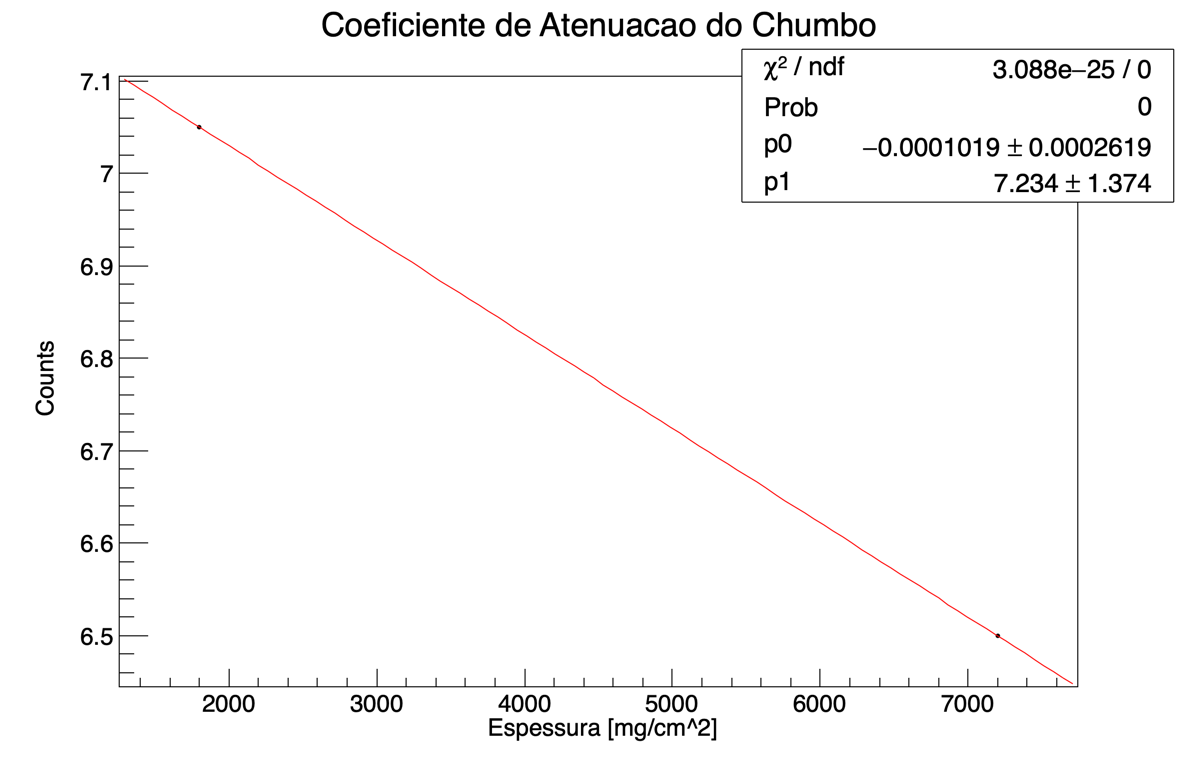 Coeficiente de Atenuacao do Chumbo
χ² / ndf 3.088e−25 / 0
Prob 0
p0 −0.0001019 ± 0.0002619
p1 7.234 ± 1.374
7.1
7
6.9
6.8
6.7
6.6
6.5
Counts
2000 3000 4000 5000 6000 7000
Espessura [mg/cm^2]